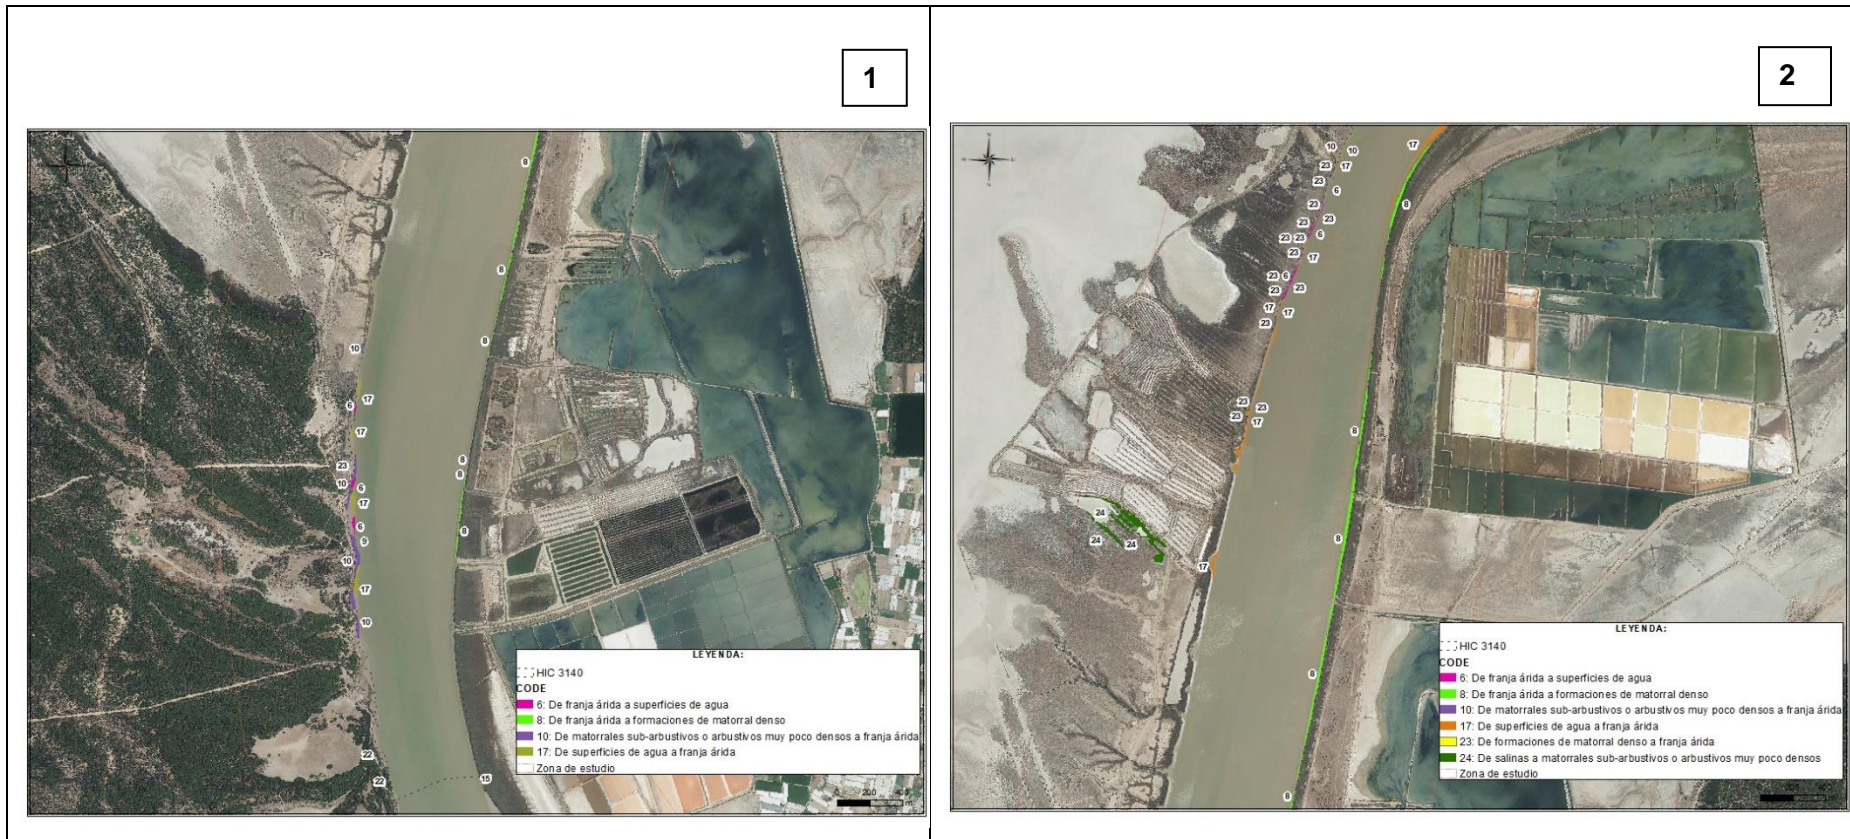 1
8
8
8
10
6 17
17
23
10 6
17
8
8
6
9
10
8
17
10
22
22
15
LEYENDA:
HIC 3140
CODE
6: De franja árida a superficies de agua
8: De franja árida a formaciones de matorral denso
10: De matorrales sub-arbustivos o arbustivos muy poco densos a franja árida
17: De superficies de agua a franja árida
Zona de estudio
0 200 400
2
N
10 10 17
23 17
23 6
8
23 23
23 6
23 23
23 17
23 6
23 23
17 17
23
23 23
23 17
8
24
24 24
17
8
8
8
LEYENDA:
HIC 3140
CODE
6: De franja árida a superficies de agua
8: De franja árida a formaciones de matorral denso
10: De matorrales sub-arbustivos o arbustivos muy poco densos a franja árida
17: De superficies de agua a franja árida
23: De formaciones de matorral denso a franja árida
24: De salinas a matorrales sub-arbustivos o arbustivos muy poco densos
Zona de estudio